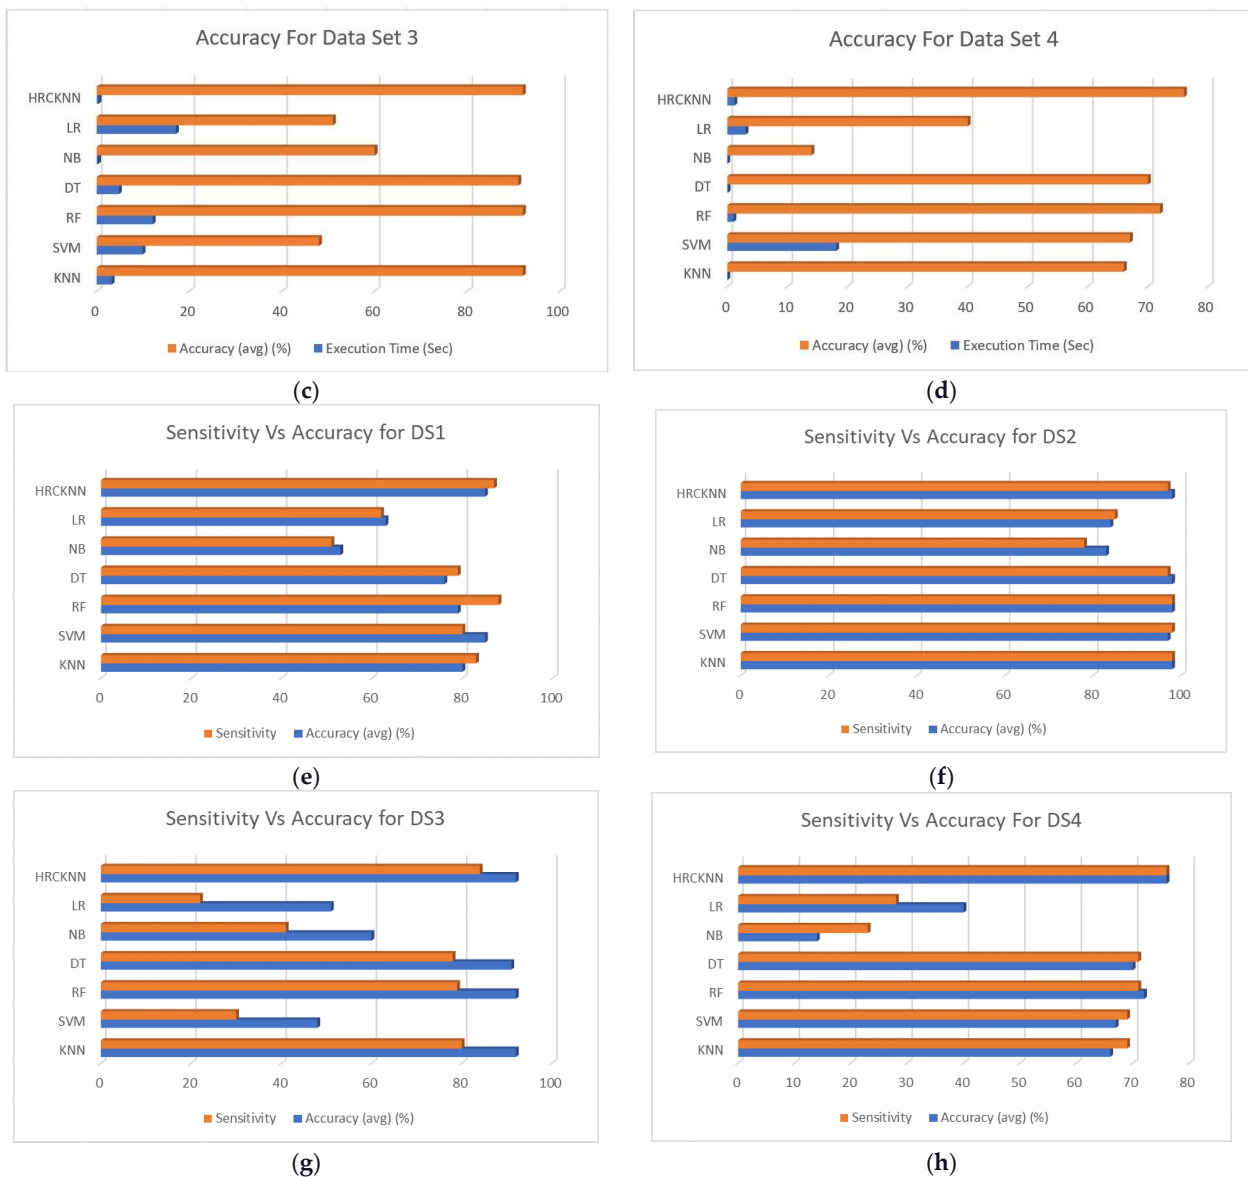 Accuracy For Data Set 3
HRCKNN
LR
NB
DT
RF
SVM
KNN
0 20 40 60 80 100
Accuracy (avg) (%) Execution Time (Sec)
(c)
Accuracy For Data Set 4
HRCKNN
LR
NB
DT
RF
SVM
KNN
0 10 20 30 40 50 60 70 80
Accuracy (avg) (%) Execution Time (Sec)
(d)
Sensitivity Vs Accuracy for DS1
HRCKNN
LR
NB
DT
RF
SVM
KNN
0 20 40 60 80 100
Sensitivity Accuracy (avg) (%)
(e)
Sensitivity Vs Accuracy for DS2
HRCKNN
LR
NB
DT
RF
SVM
KNN
0 20 40 60 80 100
Sensitivity Accuracy (avg) (%)
(f)
Sensitivity Vs Accuracy for DS3
HRCKNN
LR
NB
DT
RF
SVM
KNN
0 20 40 60 80 100
Sensitivity Accuracy (avg) (%)
(g)
Sensitivity Vs Accuracy For DS4
HRCKNN
LR
NB
DT
RF
SVM
KNN
0 10 20 30 40 50 60 70 80
Sensitivity Accuracy (avg) (%)
(h)